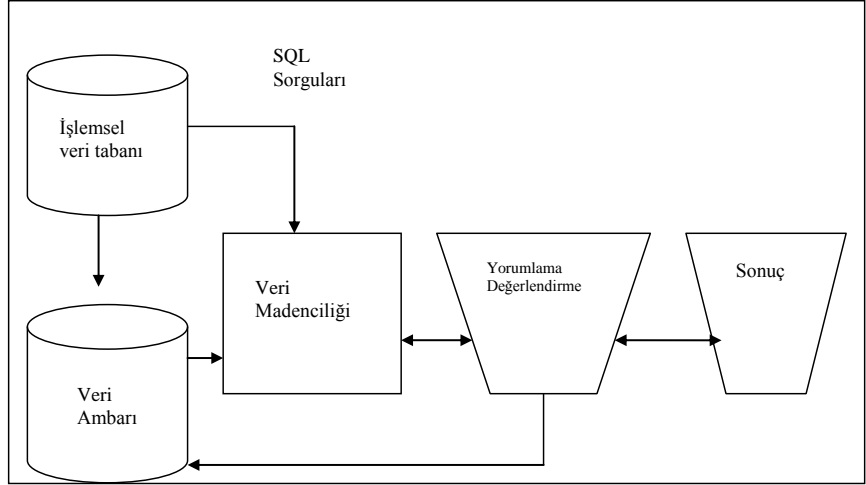 SQL
Sorguları
İşlemsel
veri tabanı
Veri
Madenciliği
Yorumlama
Değerlendirme
Sonuç
Veri
Ambarı